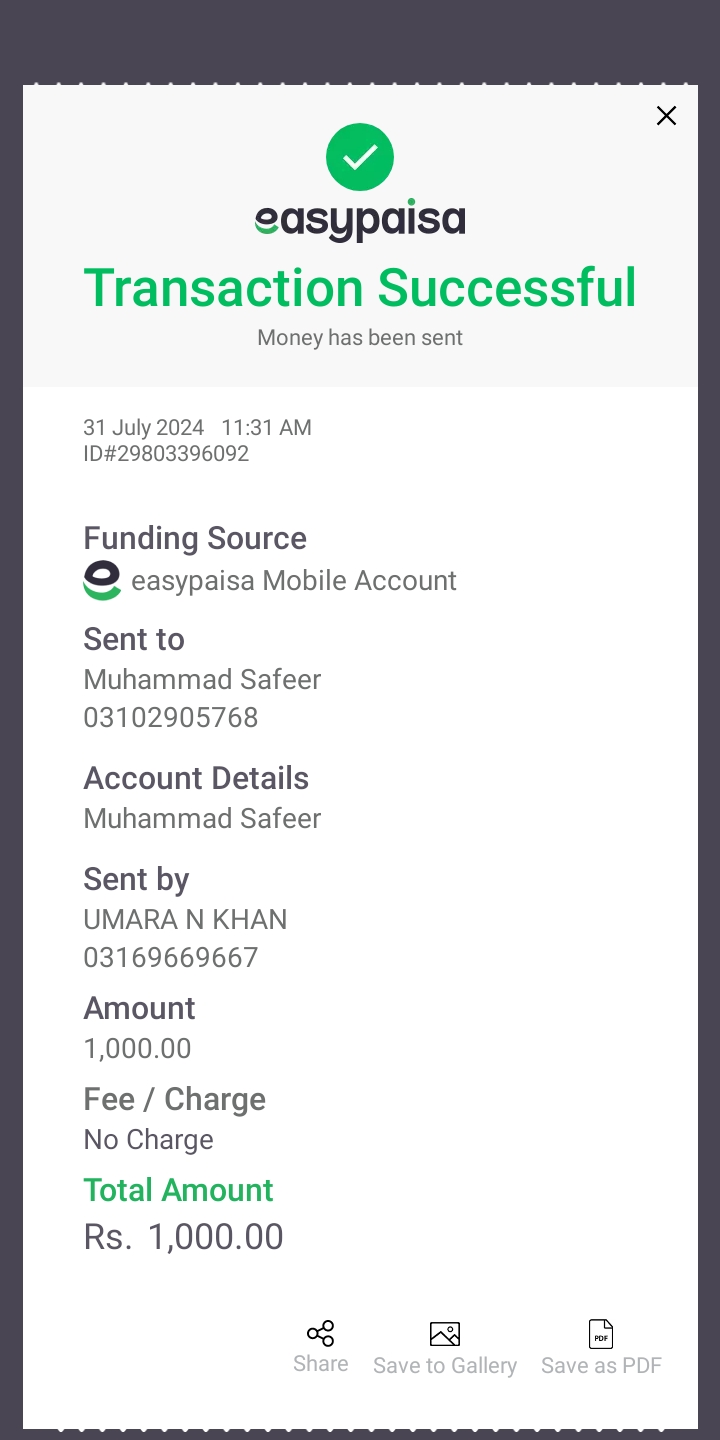 easypaisa
Transaction Successful
Money has been sent
31 July 2024 11:31 AM
ID#29803396092
Funding Source
easypaisa Mobile Account
Sent to
Muhammad Safeer
03102905768
Account Details
Muhammad Safeer
Sent by
UMARA N KHAN
03169669667
Amount
1,000.00
Fee / Charge
No Charge
Total Amount
Rs. 1,000.00
PDF
Share Save to Gallery Save as PDF